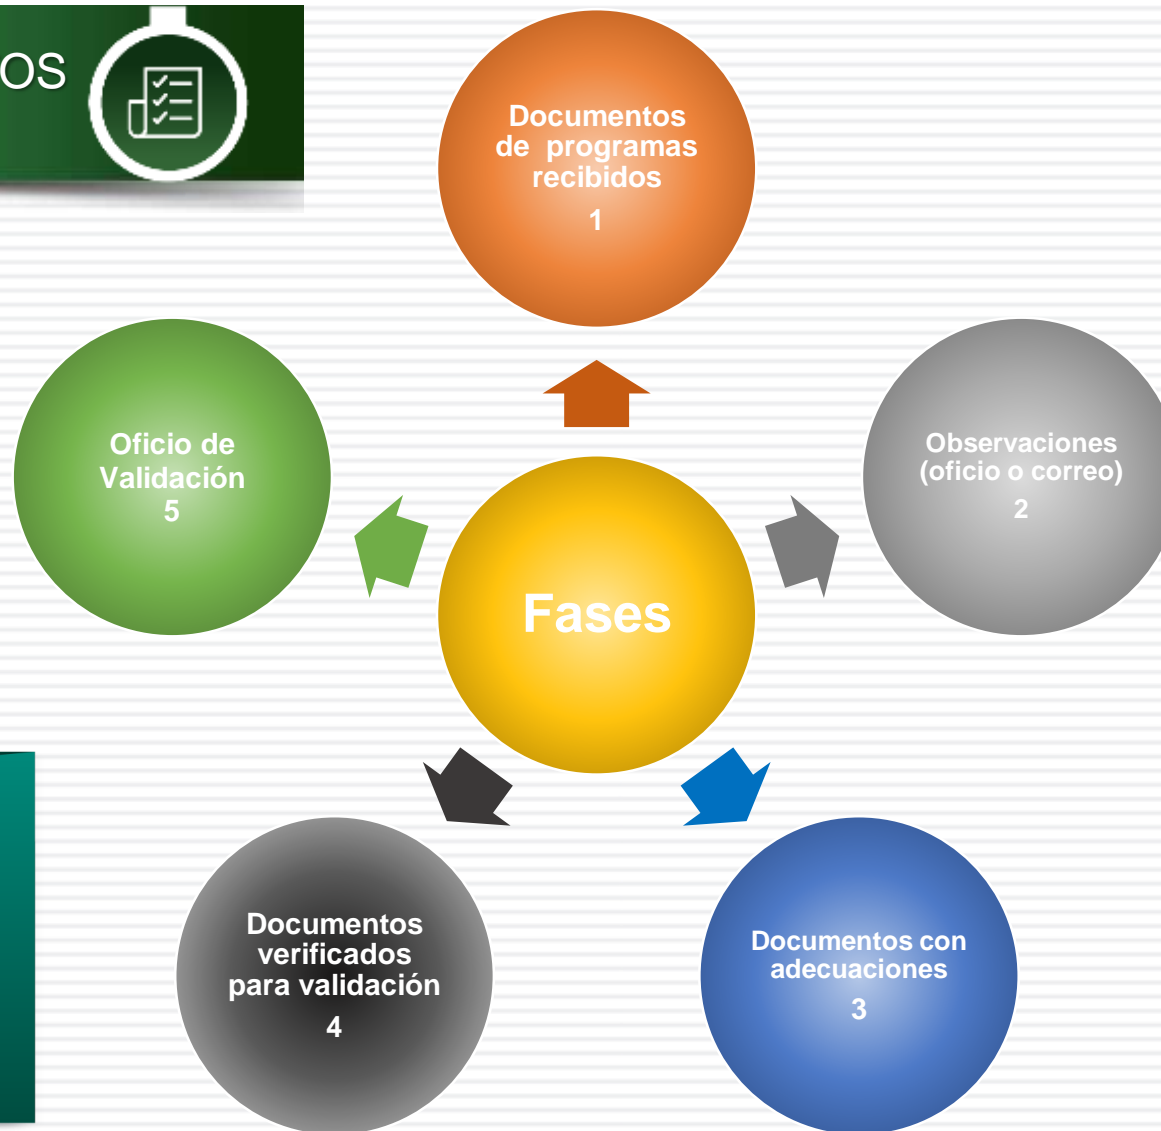 OS
Documentos
de programas
recibidos
1
Observaciones
(oficio o correo)
2
Oficio de
Validación
5
Fases
Documentos
verificados
para validación
4
Documentos con
adecuaciones
3